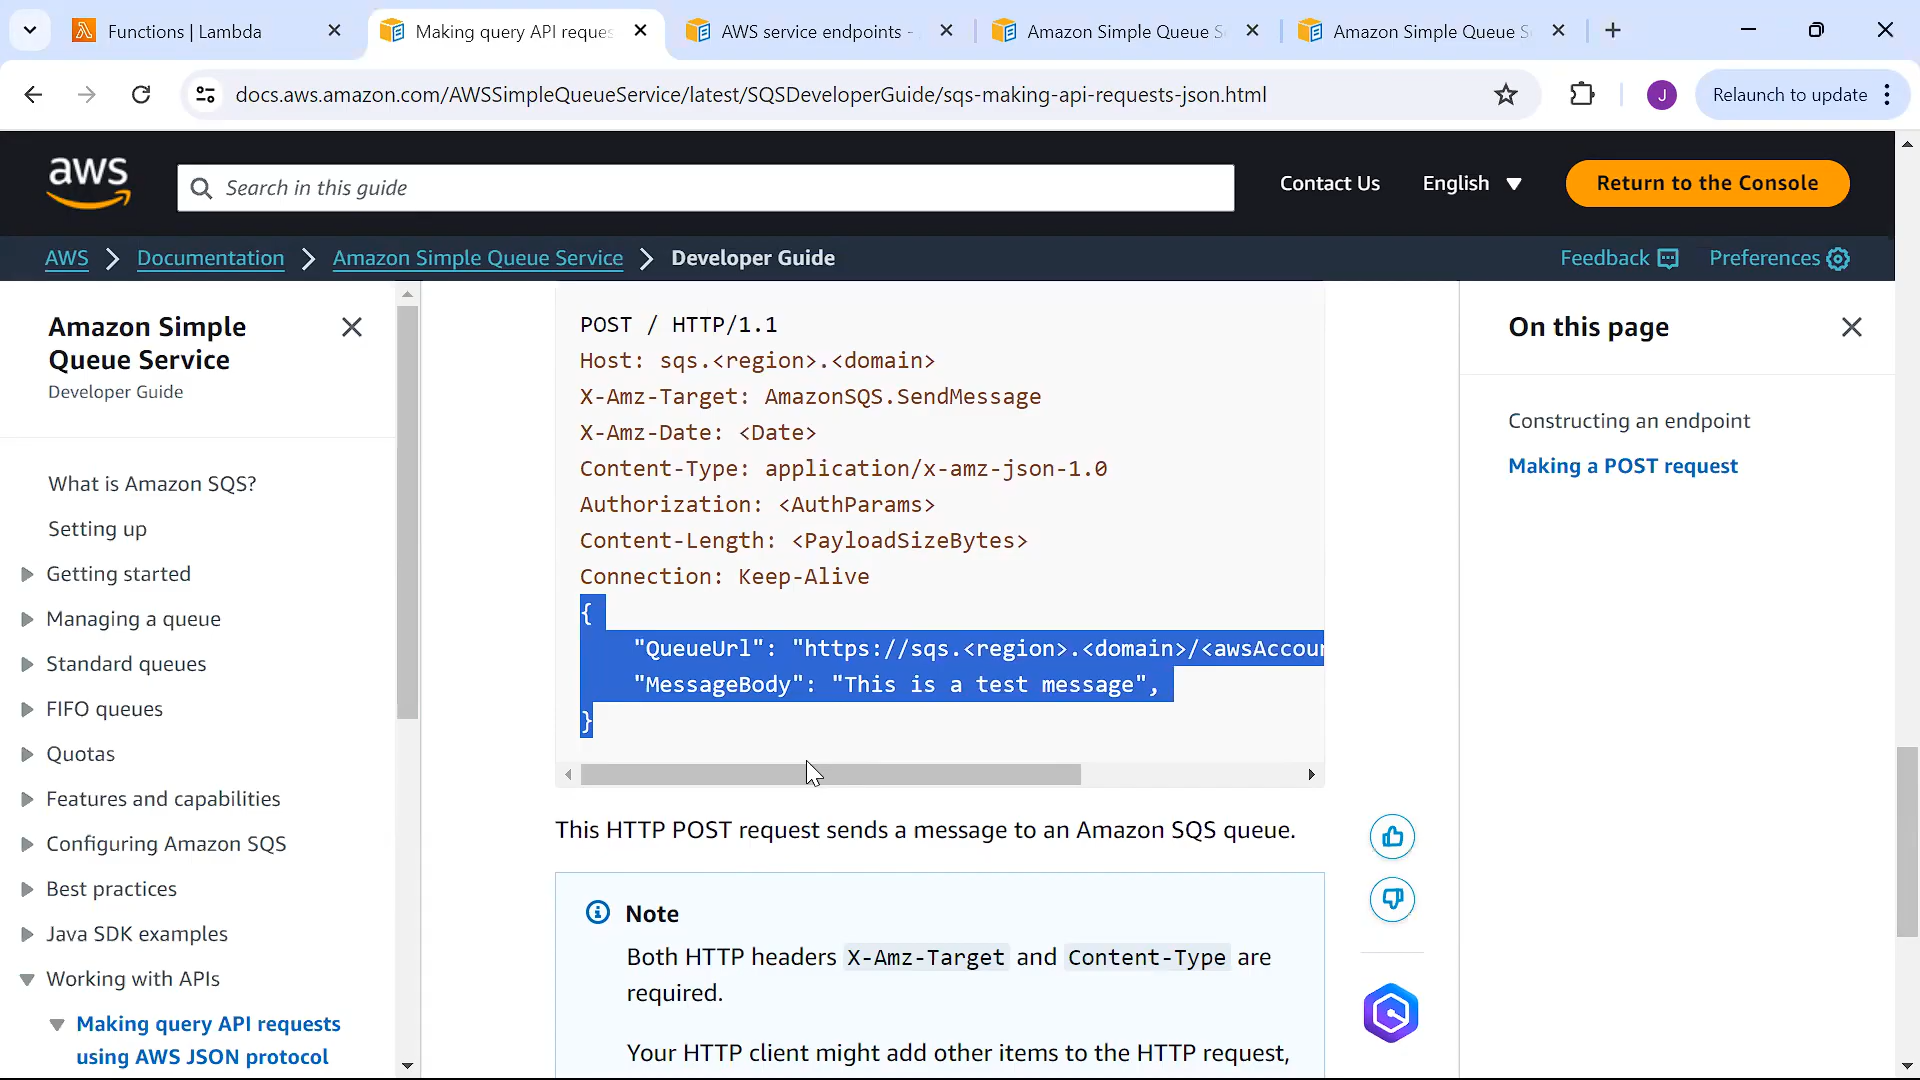 Functions | Lambda
Making query API reques
AWS service endpoints -
Amazon Simple Queue S
Amazon Simple Queue S
docs.aws.amazon.com/AWSSimpleQueueService/latest/SQSDeveloperGuide/sqs-making-api-requests-json.html
J
Relaunch to update
aws
Search in this guide
Contact Us
English
Return to the Console
AWS
Documentation
Amazon Simple Queue Service
Developer Guide
Feedback
Preferences
Amazon Simple
Queue Service
Developer Guide
What is Amazon SQS?
Setting up
Getting started
Managing a queue
Standard queues
FIFO queues
Quotas
Features and capabilities
Configuring Amazon SQS
Best practices
Java SDK examples
Working with APIs
Making query API requests
using AWS JSON protocol
POST / HTTP/1.1
Host: sqs.<region>.<domain>
X-Amz-Target: AmazonSQS.SendMessage
X-Amz-Date: <Date>
Content-Type: application/x-amz-json-1.0
Authorization: <AuthParams>
Content-Length: <PayloadSizeBytes>
Connection: Keep-Alive
{
"QueueUrl": "https://sqs.<region>.<domain>/<awsAccoun
"MessageBody": "This is a test message",
}
This HTTP POST request sends a message to an Amazon SQS queue.
Note
Both HTTP headers X-Amz-Target and Content-Type are
required.
Your HTTP client might add other items to the HTTP request,
On this page
Constructing an endpoint
Making a POST request